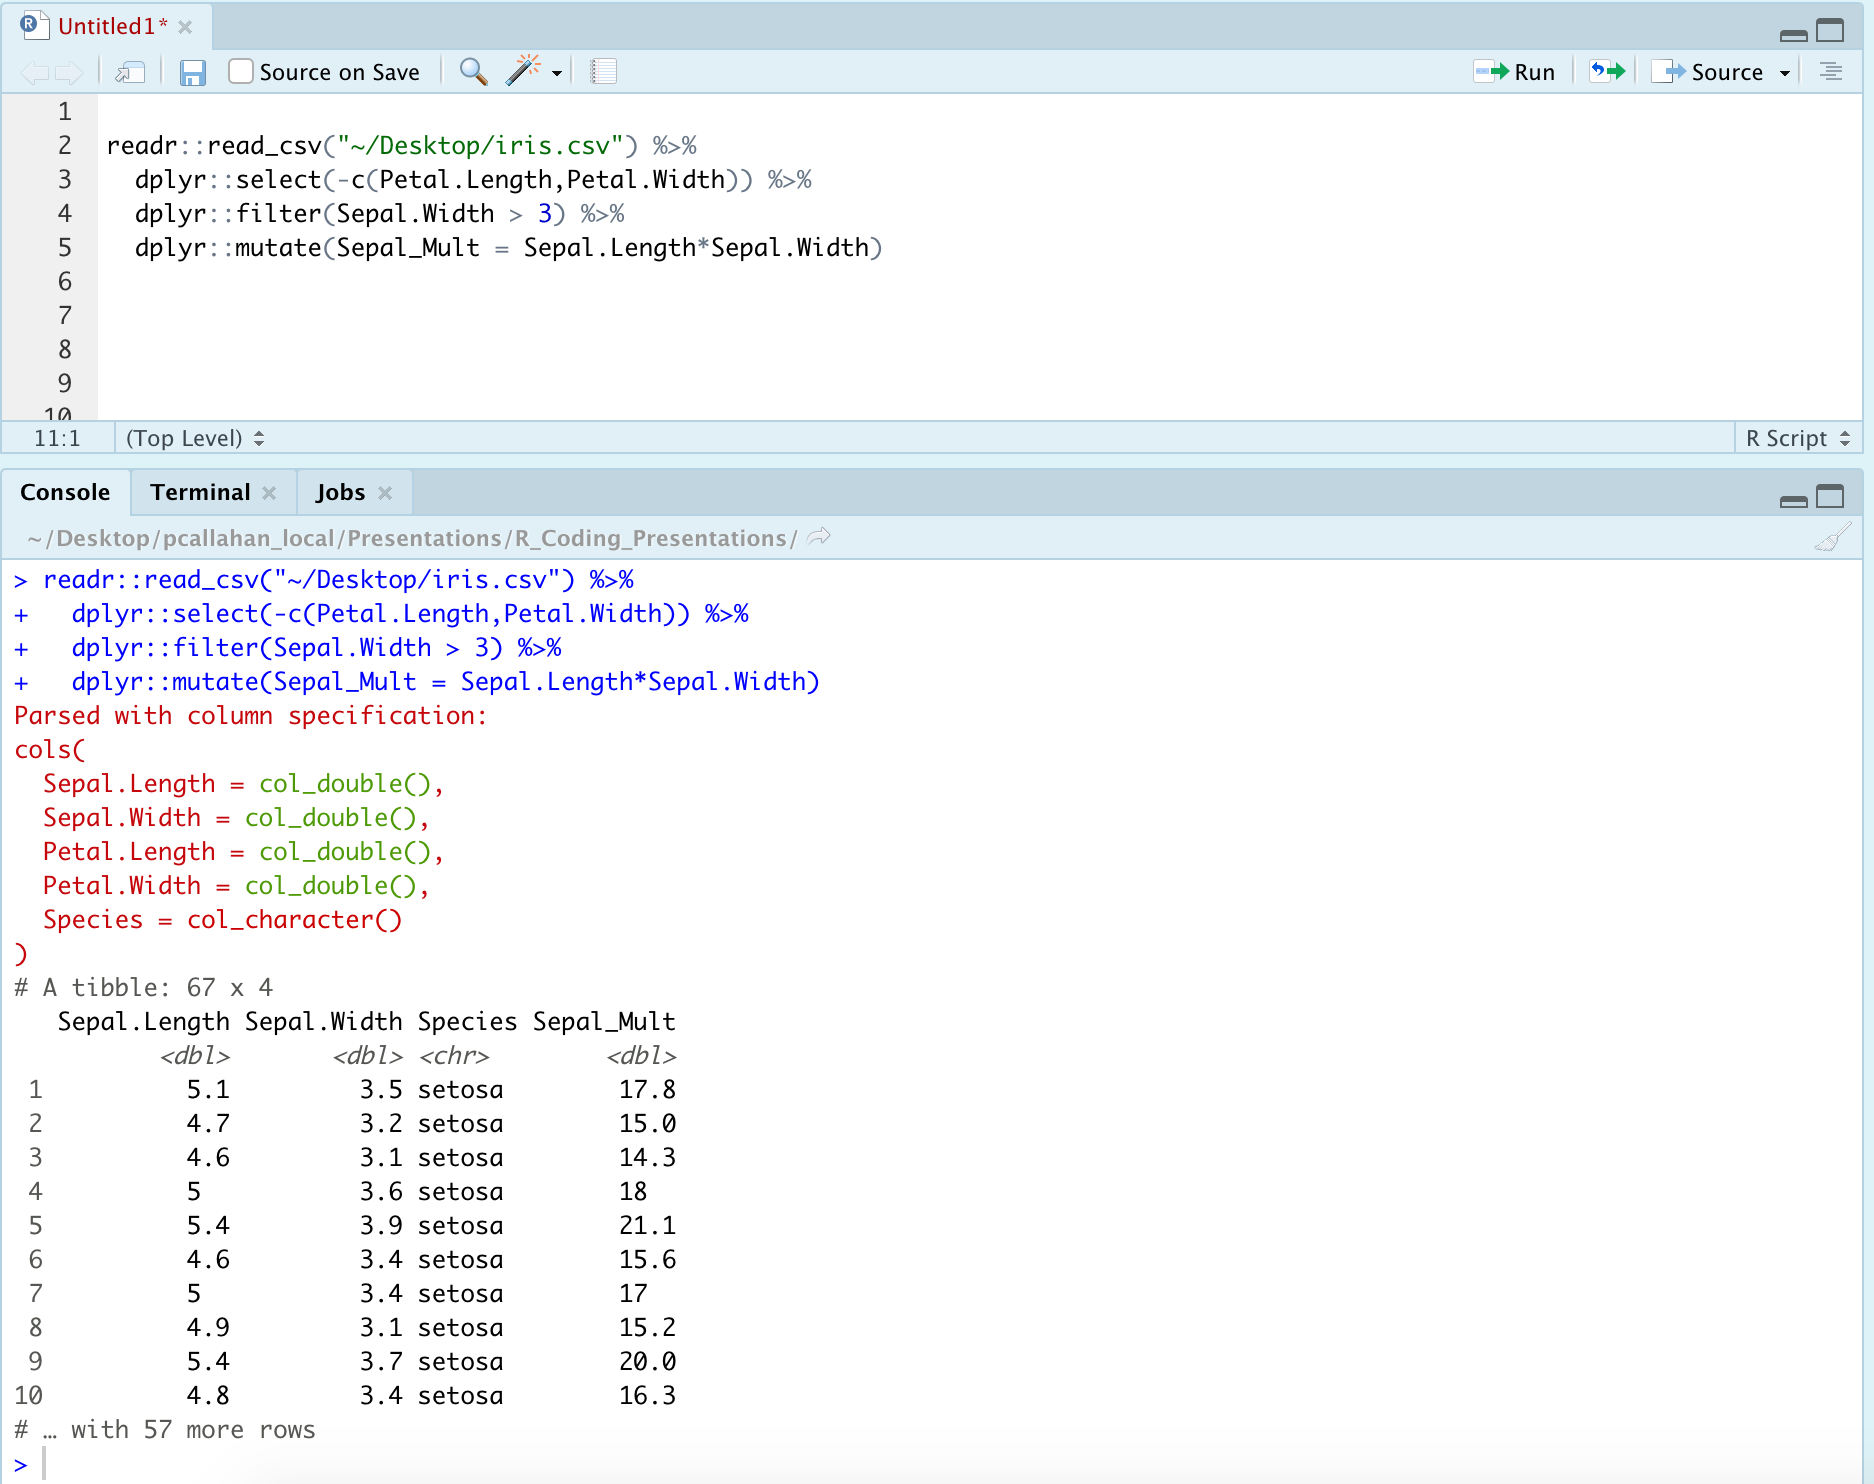 Untitled1*
Source on Save
Run
Source
1
2 readr::read_csv("~/Desktop/iris.csv") %>%
3   dplyr::select(-c(Petal.Length,Petal.Width)) %>%
4   dplyr::filter(Sepal.Width > 3) %>%
5   dplyr::mutate(Sepal_Mult = Sepal.Length*Sepal.Width)
6
7
8
9
10
11:1 (Top Level) R Script
Console Terminal Jobs
~/Desktop/pcallahan_local/Presentations/R_Coding_Presentations/
> readr::read_csv("~/Desktop/iris.csv") %>%
+   dplyr::select(-c(Petal.Length,Petal.Width)) %>%
+   dplyr::filter(Sepal.Width > 3) %>%
+   dplyr::mutate(Sepal_Mult = Sepal.Length*Sepal.Width)
Parsed with column specification:
cols(
  Sepal.Length = col_double(),
  Sepal.Width = col_double(),
  Petal.Length = col_double(),
  Petal.Width = col_double(),
  Species = col_character()
)
# A tibble: 67 x 4
   Sepal.Length Sepal.Width Species Sepal_Mult
          <dbl>       <dbl> <chr>        <dbl>
 1          5.1         3.5 setosa        17.8
 2          4.7         3.2 setosa        15.0
 3          4.6         3.1 setosa        14.3
 4          5           3.6 setosa        18
 5          5.4         3.9 setosa        21.1
 6          4.6         3.4 setosa        15.6
 7          5           3.4 setosa        17
 8          4.9         3.1 setosa        15.2
 9          5.4         3.7 setosa        20.0
10          4.8         3.4 setosa        16.3
# … with 57 more rows
>